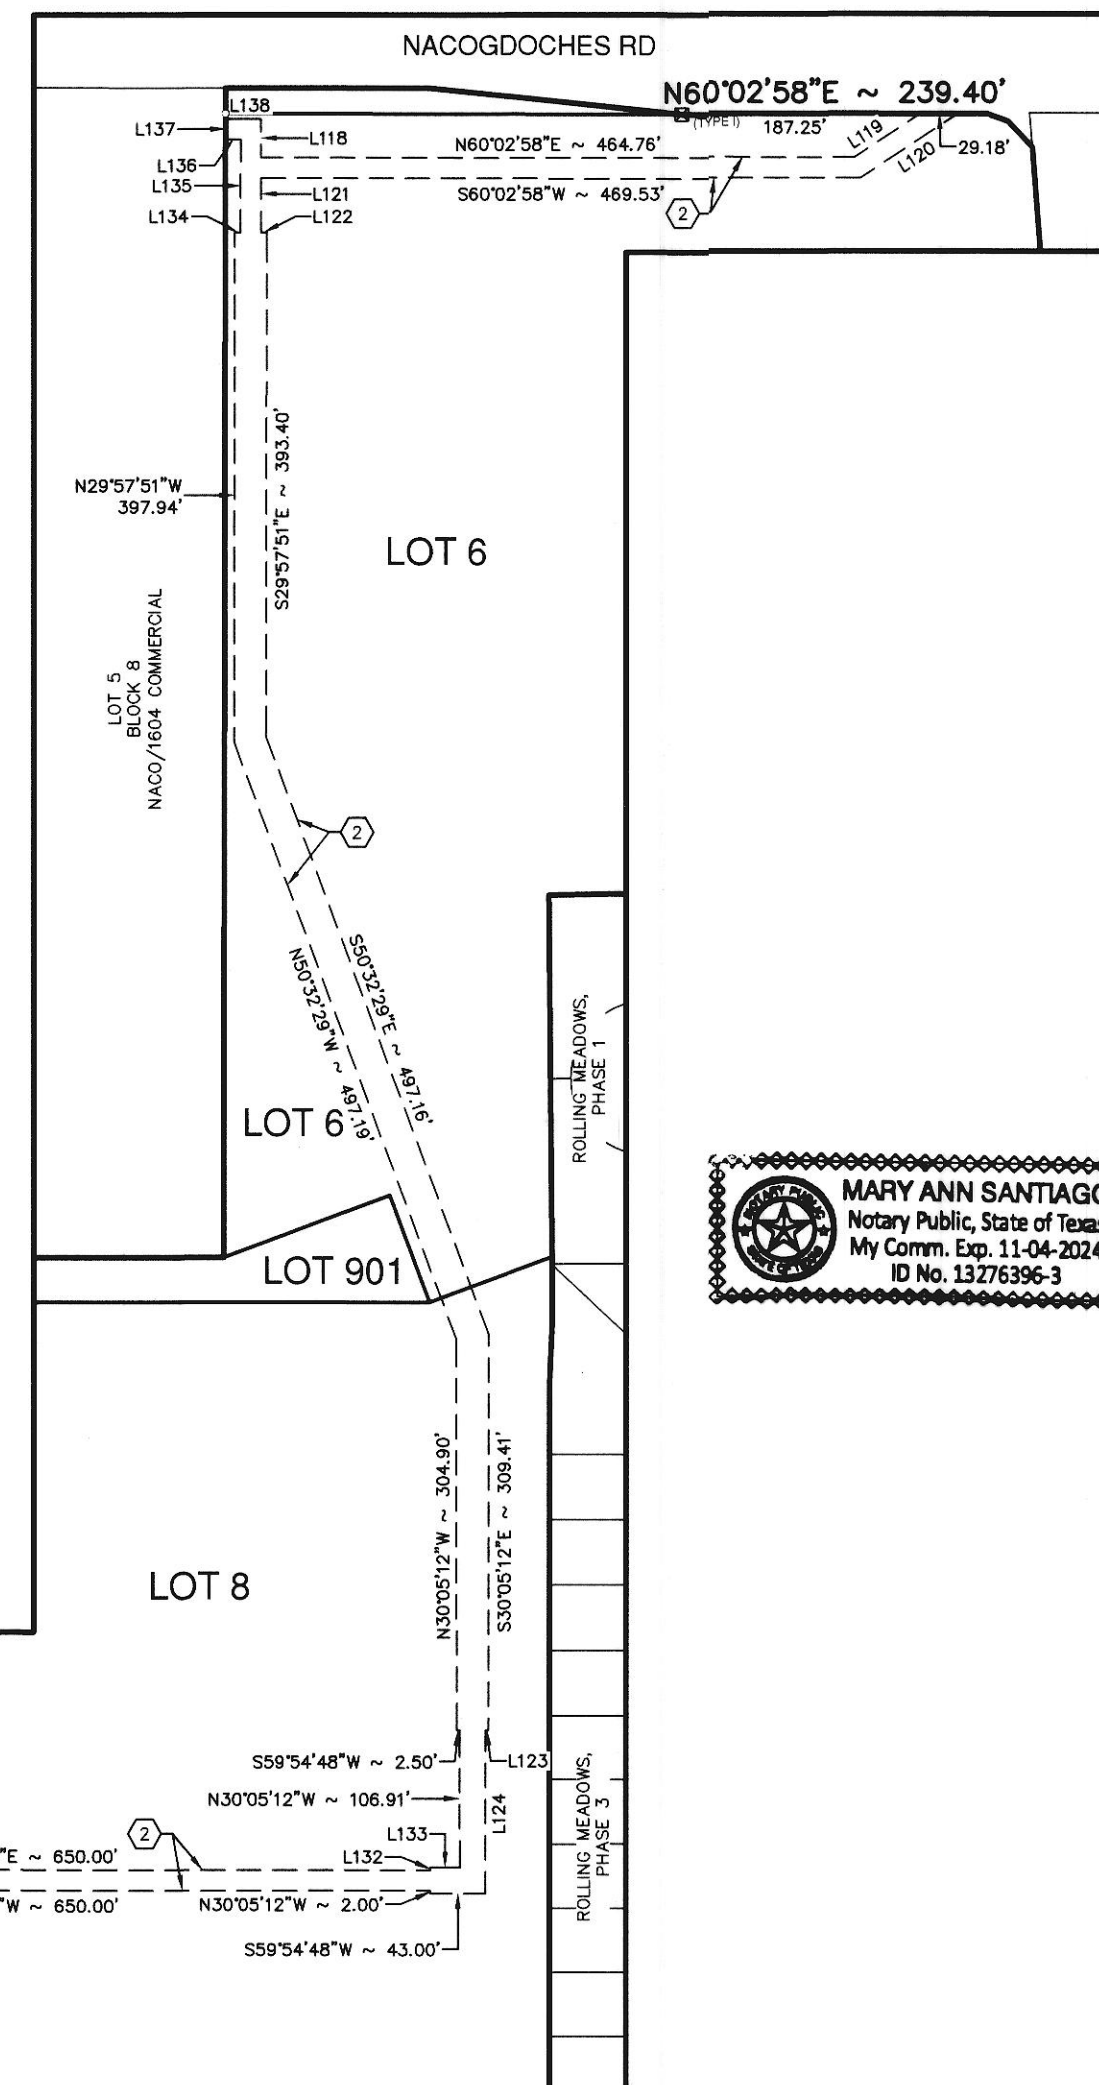 NACOGDOCHES RD
N60°02'58"E ~ 239.40'
L138
L137
L118
(TYPE I)
187.25'
L119
L120
29.18'
N60°02'58"E ~ 464.76'
L136
L135
L121
S60°02'58"W ~ 469.53'
2
L134
L122
N29°57'51"W
397.94'
S29°57'51"E ~ 393.40'
LOT 6
LOT 5
BLOCK 8
NACO/1604 COMMERCIAL
2
N50°32'29"W ~ 497.19'
S50°32'29"E ~ 497.16'
ROLLING MEADOWS,
PHASE 1
LOT 6
NOTARY PUBLIC
STATE OF TEXAS
MARY ANN SANTIAGO
Notary Public, State of Texas
My Comm. Exp. 11-04-2024
ID No. 13276396-3
LOT 901
N30°05'12"W ~ 304.90'
S30°05'12"E ~ 309.41'
LOT 8
S59°54'48"W ~ 2.50'
L123
N30°05'12"W ~ 106.91'
L124
ROLLING MEADOWS,
PHASE 3
2
L133
"E ~ 650.00'
L132
"W ~ 650.00'
N30°05'12"W ~ 2.00'
S59°54'48"W ~ 43.00'